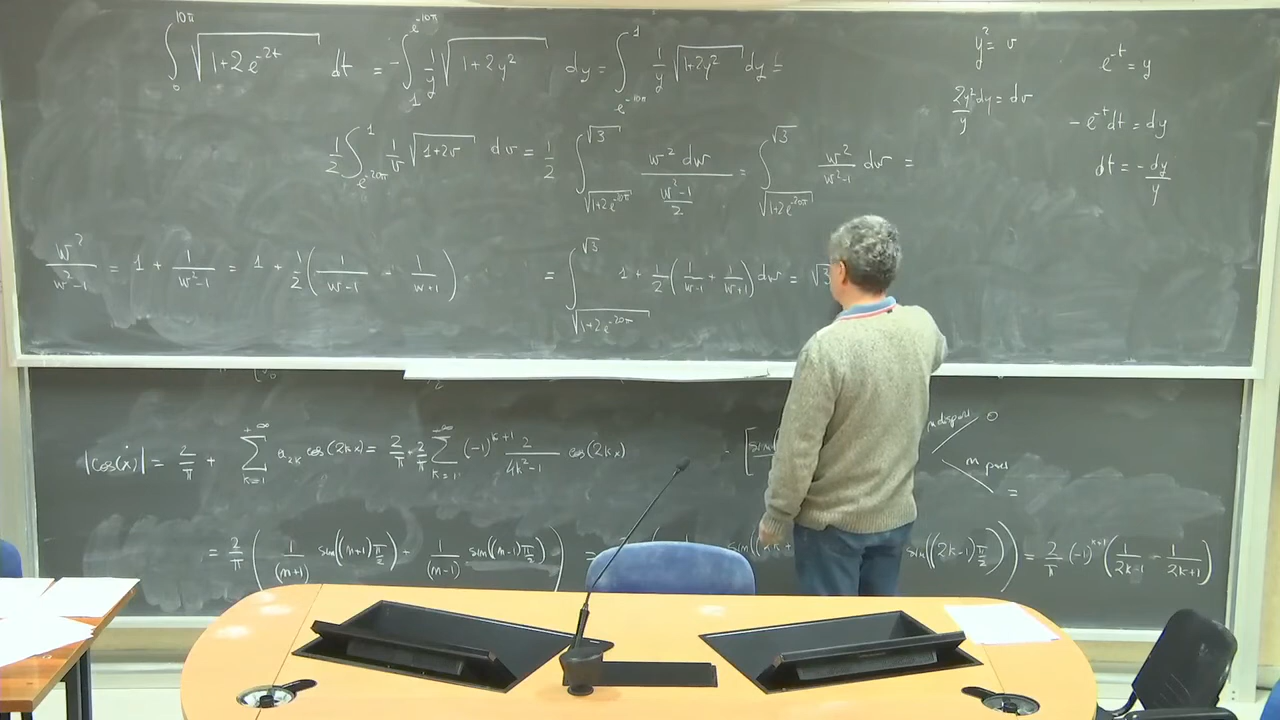 ∫_0^{10π} √(1+2e^{-2t}) dt = -∫_1^{e^{-10π}} 1/y √(1+2y²) dy = ∫_{e^{-10π}}^1 1/y √(1+2y²) dy =
y² = v
e^{-t} = y
2y²dy/y = dv
-e^{-t}dt = dy
1/2 ∫_{e^{-20π}}^1 1/v √(1+2v) dv = 1/2 ∫_{√(1+2e^{-20π})}^{√3} w² dw/((w²-1)/2) = ∫_{√(1+2e^{-20π})}^{√3} w²/(w²-1) dw =
dt = -dy/y
w²/(w²-1) = 1 + 1/(w²-1) = 1 + 1/2 (1/(w-1) - 1/(w+1))
= ∫_{√(1+2e^{-20π})}^{√3} 1 + 1/2 (1/(w-1) + 1/(w+1)) dw = √3
|cos(x)| = 2/π + ∑_{k=1}^{+∞} a_{2k} cos(2kx) = 2/π + 2/π ∑_{k=1}^{+∞} (-1)^{k+1} 2/(4k²-1) cos(2kx)
n dispari 0
n pari =
= 2/π (1/(n+1) sin((n+1)π/2) + 1/(n-1) sin((n-1)π/2)) =
sin((2k-1)π/2)) = 2/π (-1)^{k+1} (1/(2k-1) - 1/(2k+1))